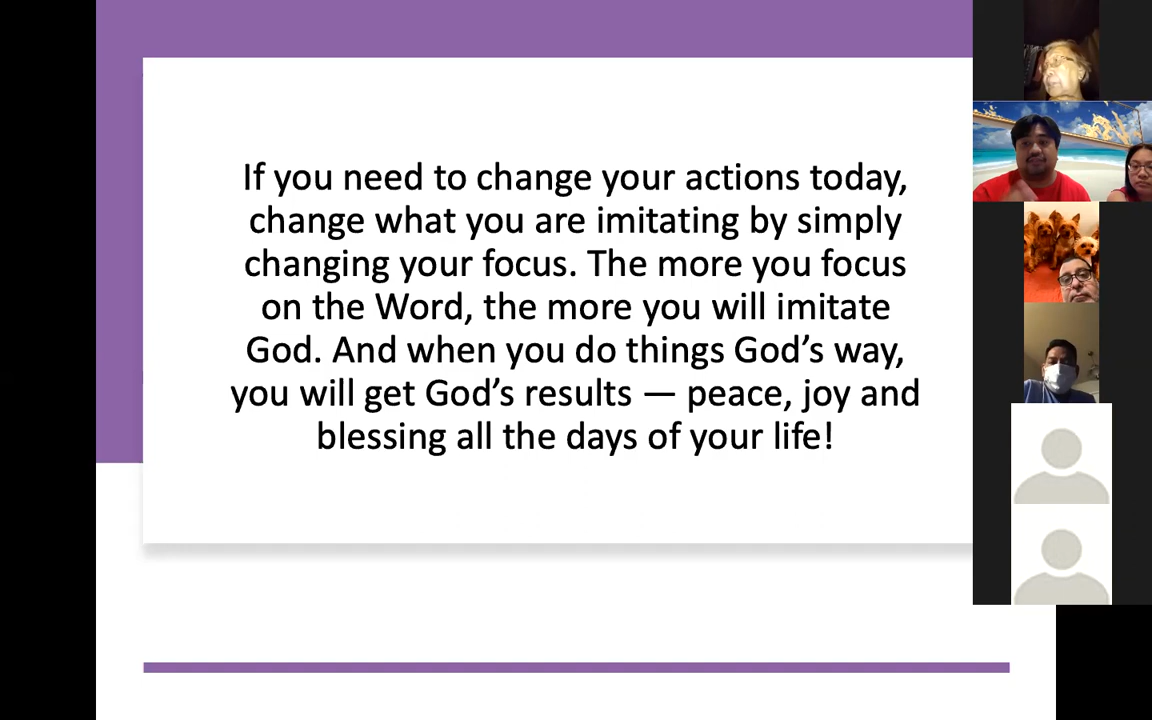 If you need to change your actions today,
change what you are imitating by simply
changing your focus. The more you focus
on the Word, the more you will imitate
God. And when you do things God’s way,
you will get God’s results — peace, joy and
blessing all the days of your life!